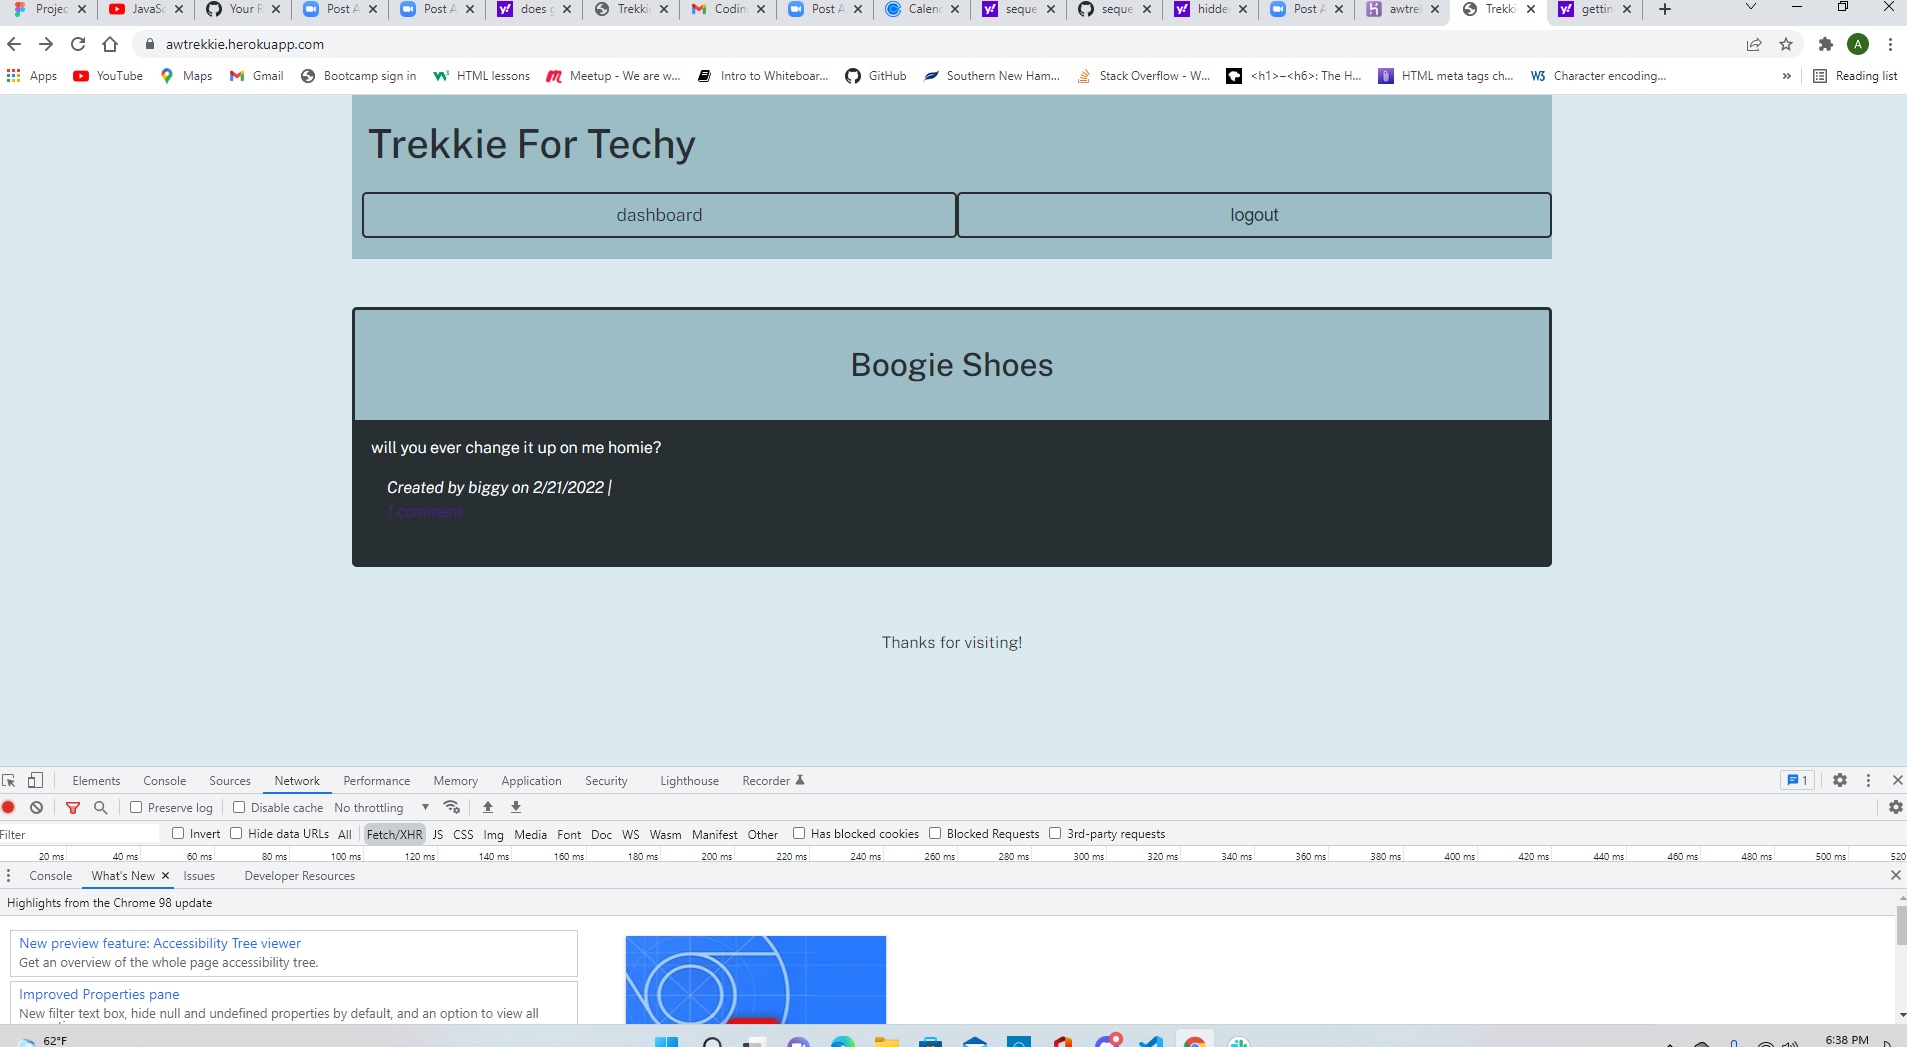 Projec JavaSc Your R Post A Post A does g Trekki Gmail Codin Post A Calend seque seque hidde Post A awtrek Trekki gettin
awtrekkie.herokuapp.com A
Apps YouTube Maps Gmail Bootcamp sign in HTML lessons Meetup - We are w... Intro to Whiteboar... GitHub Southern New Ham... Stack Overflow - W... <h1>–<h6>: The H... HTML meta tags ch... W3 Character encoding... » Reading list
Trekkie For Techy
dashboard logout
Boogie Shoes
will you ever change it up on me homie?
Created by biggy on 2/21/2022 |
1 comment
Thanks for visiting!
Elements Console Sources Network Performance Memory Application Security Lighthouse Recorder 1
Preserve log Disable cache No throttling
Filter Invert Hide data URLs All Fetch/XHR JS CSS Img Media Font Doc WS Wasm Manifest Other Has blocked cookies Blocked Requests 3rd-party requests
20 ms 40 ms 60 ms 80 ms 100 ms 120 ms 140 ms 160 ms 180 ms 200 ms 220 ms 240 ms 260 ms 280 ms 300 ms 320 ms 340 ms 360 ms 380 ms 400 ms 420 ms 440 ms 460 ms 480 ms 500 ms 520
Console What's New Issues Developer Resources
Highlights from the Chrome 98 update
New preview feature: Accessibility Tree viewer
Get an overview of the whole page accessibility tree.
Improved Properties pane
New filter text box, hide null and undefined properties by default, and an option to view all
62°F 6:38 PM